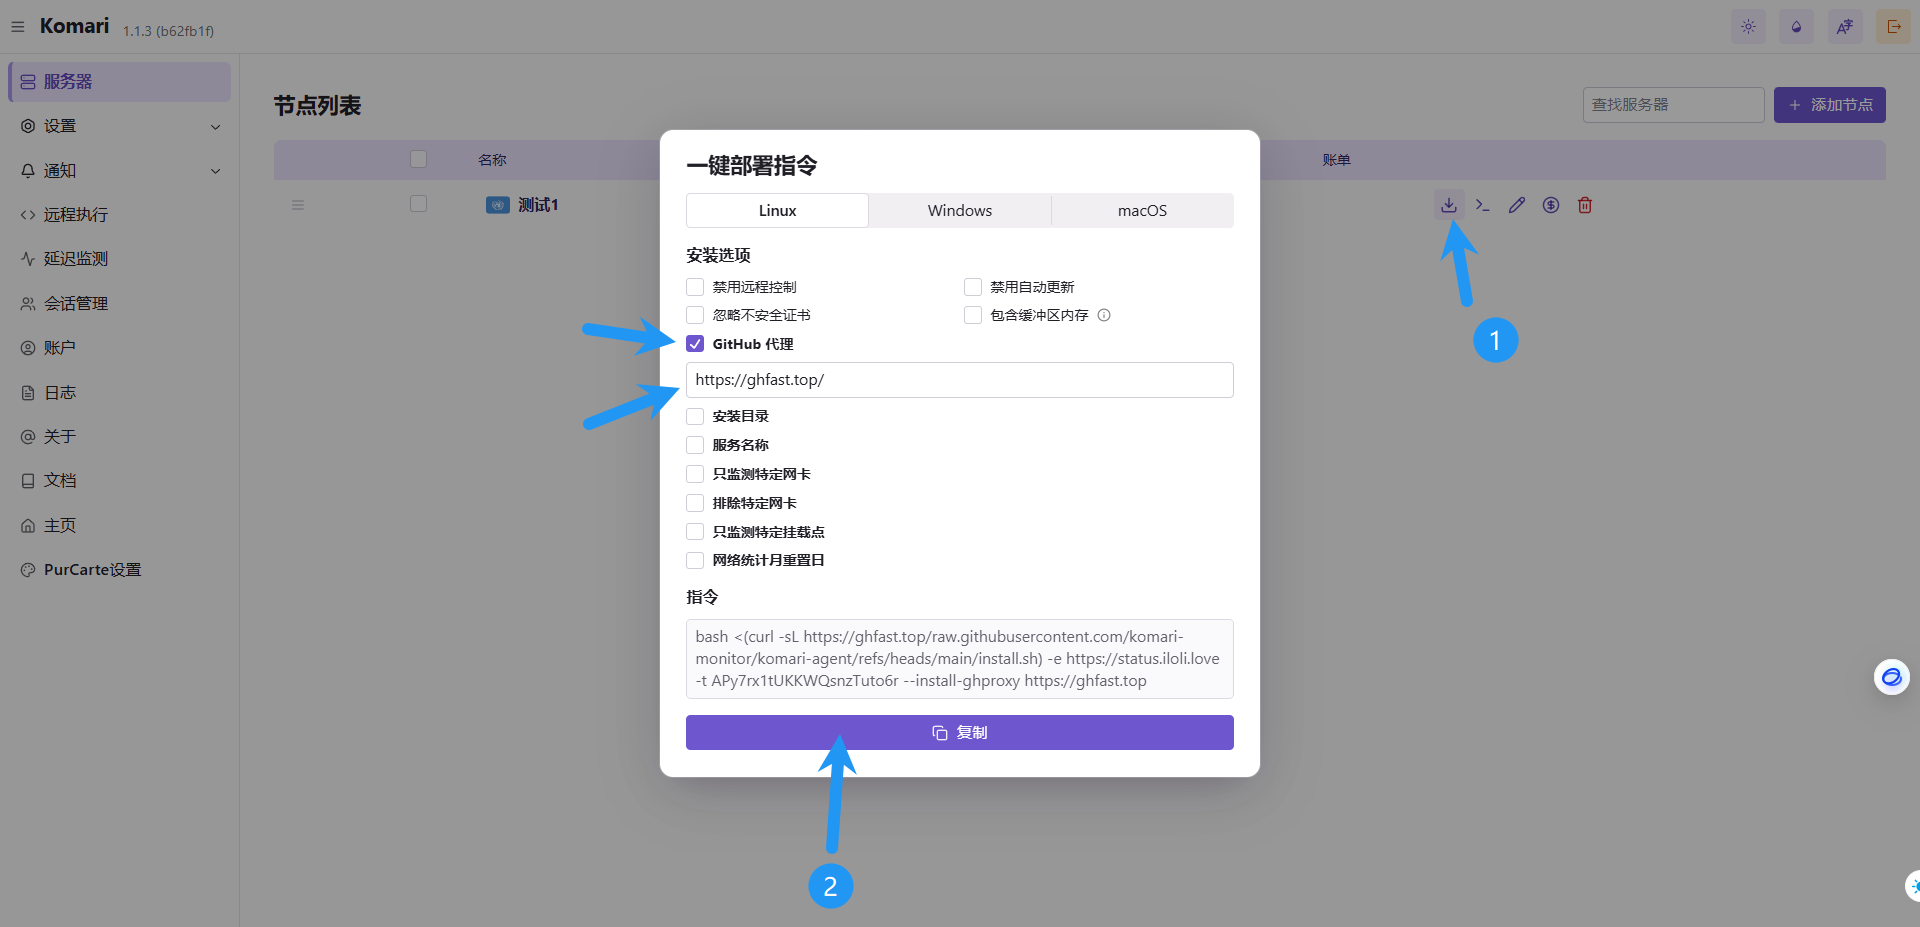 Komari 1.1.3 (b62fb1f)
服务器
设置
通知
远程执行
延迟监测
会话管理
账户
日志
关于
文档
主页
PurCarte设置
节点列表
查找服务器
添加节点
名称
账单
测试1
一键部署指令
Linux
Windows
macOS
安装选项
禁用远程控制
禁用自动更新
忽略不安全证书
包含缓冲区内存
GitHub 代理
https://ghfast.top/
安装目录
服务名称
只监测特定网卡
排除特定网卡
只监测特定挂载点
网络统计月重置日
指令
bash <(curl -sL https://ghfast.top/raw.githubusercontent.com/komari-
monitor/komari-agent/refs/heads/main/install.sh) -e https://status.iloli.love
-t APy7rx1tUKKWQsnzTuto6r --install-ghproxy https://ghfast.top
复制
1
2